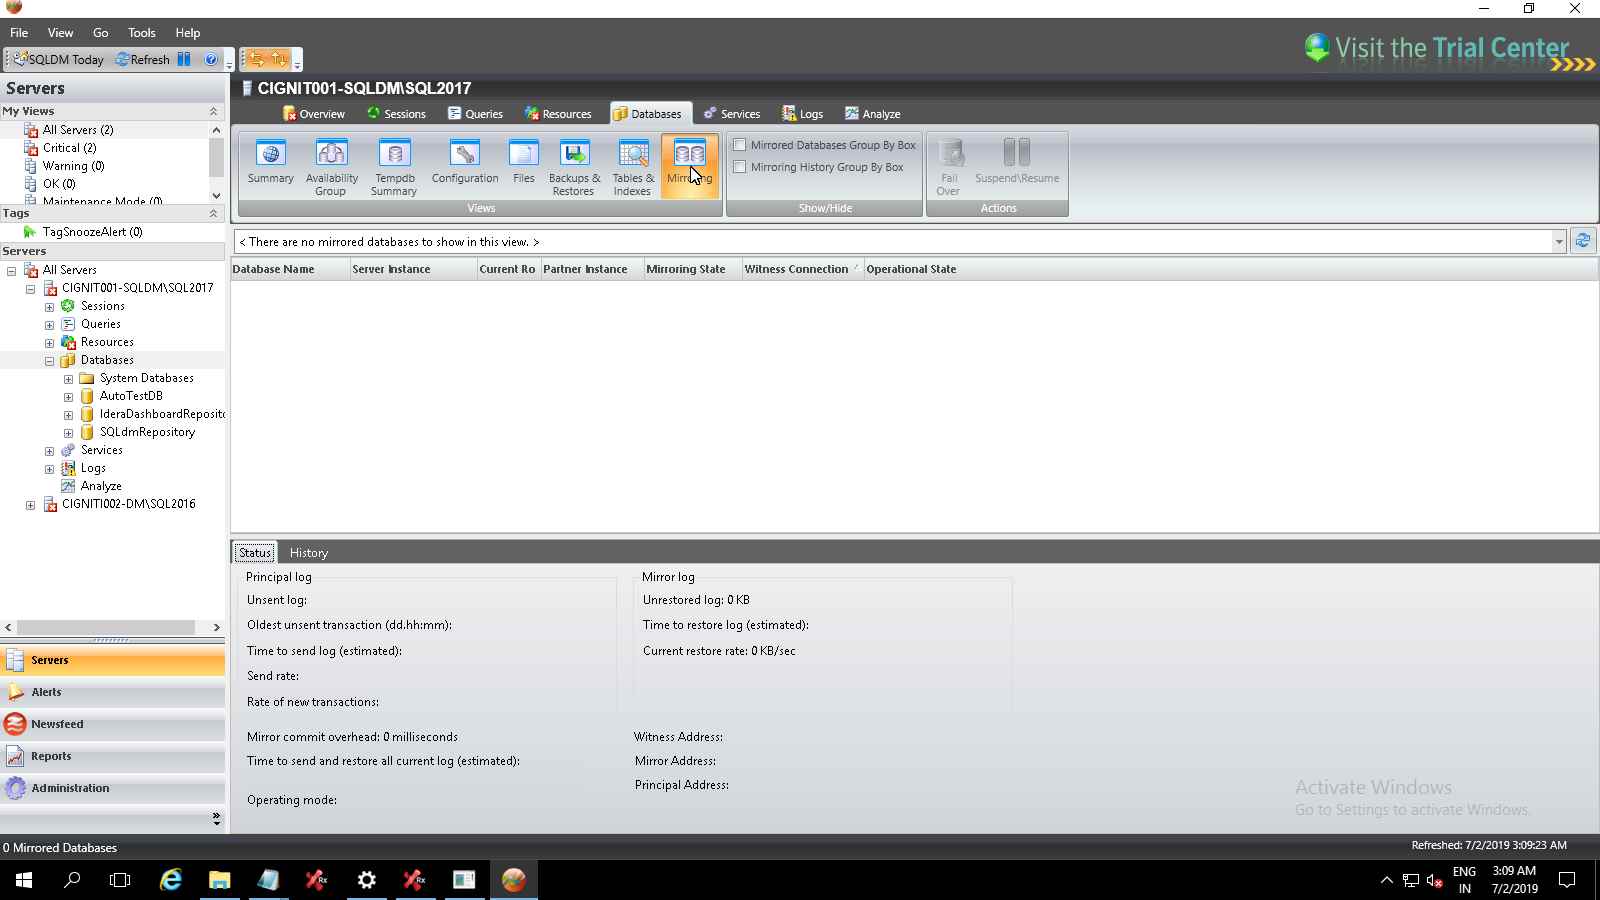 File View Go Tools Help
Visit the Trial Center
SQLDM Today Refresh
Servers
CIGNIT001-SQLDM\SQL2017
My Views
Overview Sessions Queries Resources Databases Services Logs Analyze
All Servers (2)
Critical (2)
Warning (0)
OK (0)
Maintenance Mode (0)
Summary
Availability Group
Tempdb Summary
Configuration
Files
Backups & Restores
Tables & Indexes
Mirroring
Views
Mirrored Databases Group By Box
Mirroring History Group By Box
Show/Hide
Fail Over
Suspend\Resume
Actions
Tags
TagSnoozeAlert (0)
Servers
All Servers
CIGNIT001-SQLDM\SQL2017
Sessions
Queries
Resources
Databases
System Databases
AutoTestDB
IderaDashboardReposito
SQLdmRepository
Services
Logs
Analyze
CIGNITI002-DM\SQL2016
< There are no mirrored databases to show in this view. >
Database Name Server Instance Current Ro Partner Instance Mirroring State Witness Connection Operational State
Status History
Principal log
Unsent log:
Oldest unsent transaction (dd.hh:mm):
Time to send log (estimated):
Send rate:
Rate of new transactions:
Mirror log
Unrestored log: 0 KB
Time to restore log (estimated):
Current restore rate: 0 KB/sec
Mirror commit overhead: 0 milliseconds
Time to send and restore all current log (estimated):
Operating mode:
Witness Address:
Mirror Address:
Principal Address:
Servers
Alerts
Newsfeed
Reports
Administration
Activate Windows
Go to Settings to activate Windows.
0 Mirrored Databases
Refreshed: 7/2/2019 3:09:23 AM
Rx
Rx
ENG
IN
3:09 AM
7/2/2019